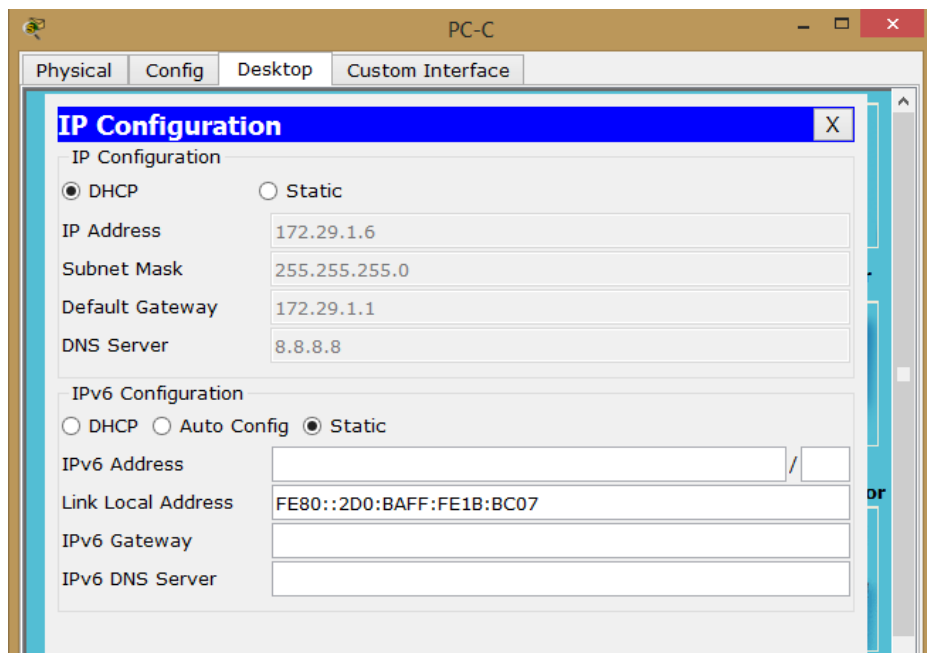 PC-C
Physical Config Desktop Custom Interface
IP Configuration X
IP Configuration
DHCP Static
IP Address 172.29.1.6
Subnet Mask 255.255.255.0
Default Gateway 172.29.1.1
DNS Server 8.8.8.8
IPv6 Configuration
DHCP Auto Config Static
IPv6 Address /
Link Local Address FE80::2D0:BAFF:FE1B:BC07
or
IPv6 Gateway
IPv6 DNS Server